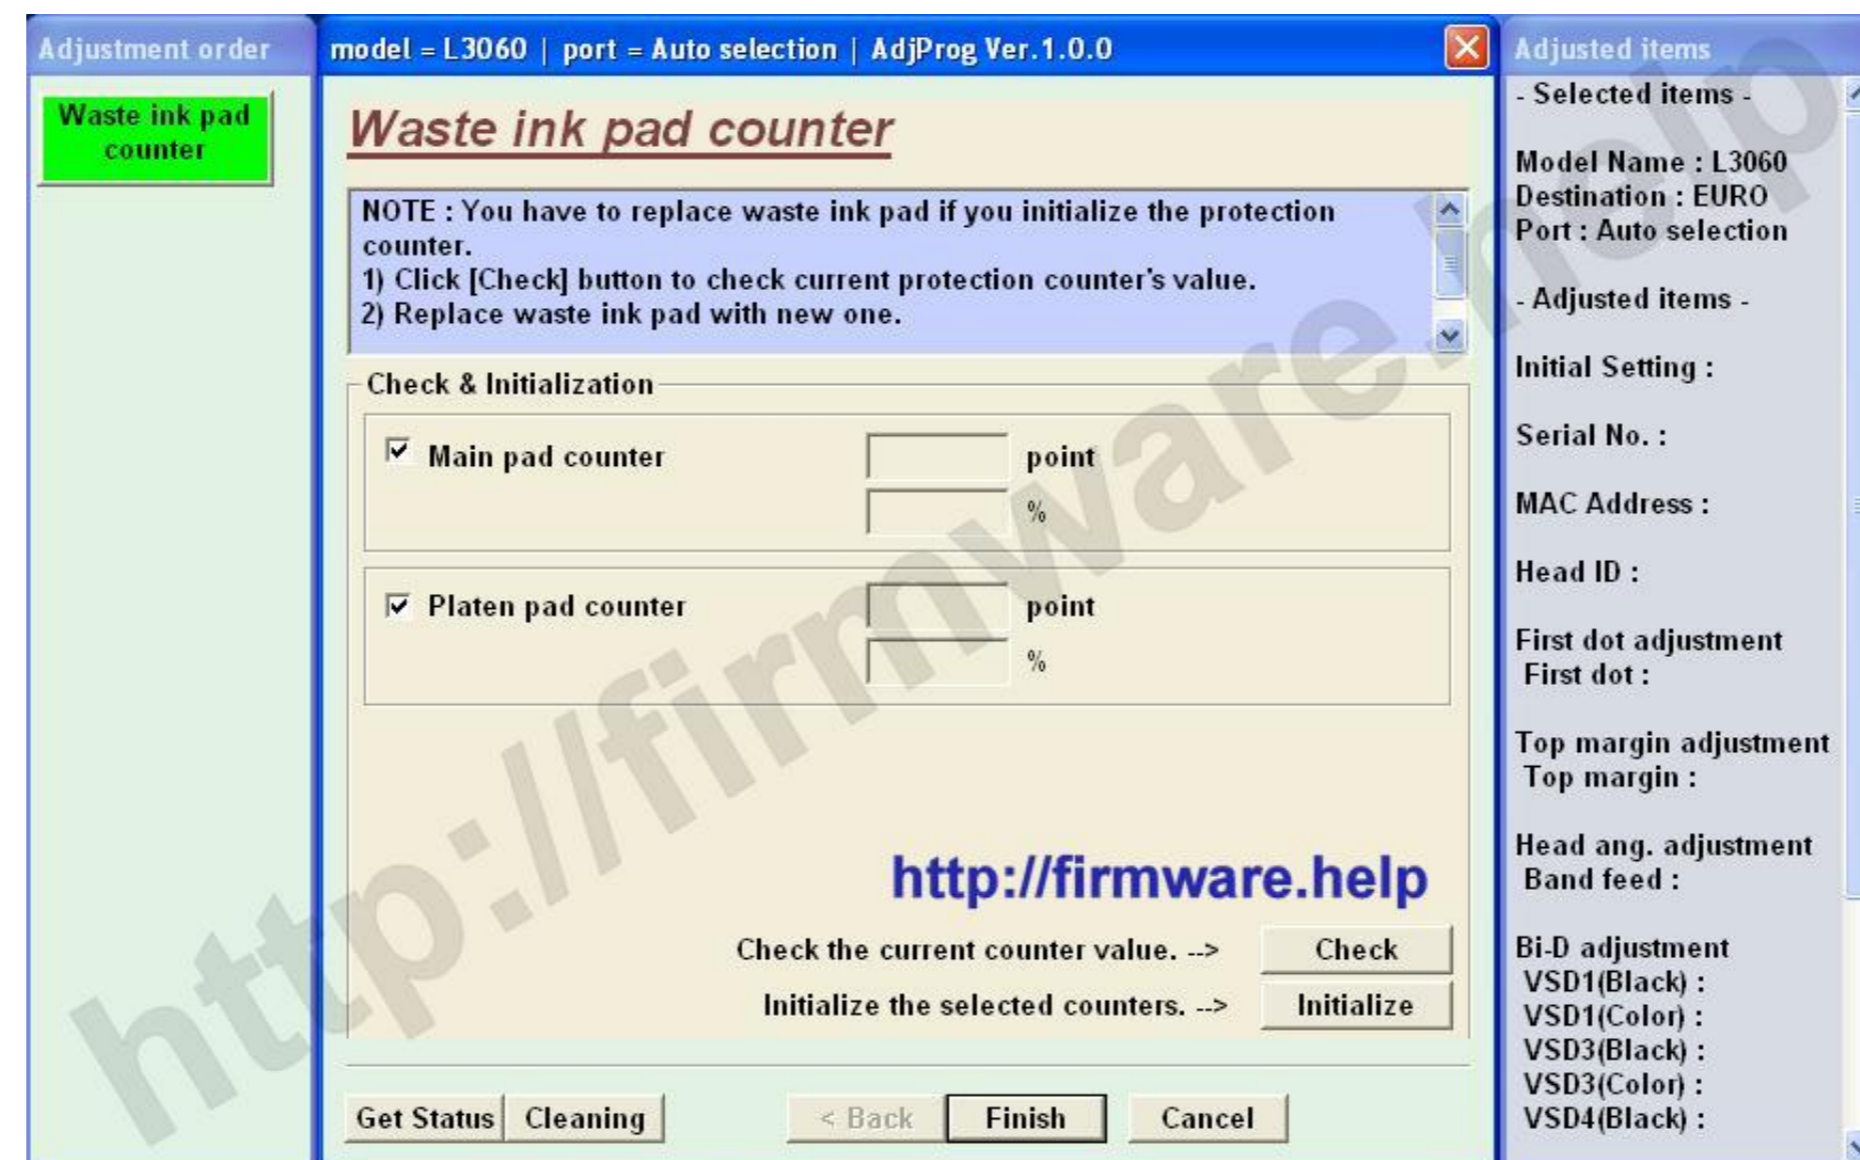 Adjustment order
Waste ink pad
counter
model = L3060 | port = Auto selection | AdjProg Ver.1.0.0
Waste ink pad counter
NOTE : You have to replace waste ink pad if you initialize the protection
counter.
1) Click [Check] button to check current protection counter's value.
2) Replace waste ink pad with new one.
Check & Initialization
Main pad counter
point
%
Platen pad counter
point
%
http://firmware.help
Check the current counter value. -->
Check
Initialize the selected counters. -->
Initialize
Get Status
Cleaning
< Back
Finish
Cancel
Adjusted items
- Selected items -
Model Name : L3060
Destination : EURO
Port : Auto selection
- Adjusted items -
Initial Setting :
Serial No. :
MAC Address :
Head ID :
First dot adjustment
First dot :
Top margin adjustment
Top margin :
Head ang. adjustment
Band feed :
Bi-D adjustment
VSD1(Black) :
VSD1(Color) :
VSD3(Black) :
VSD3(Color) :
VSD4(Black) :
http://firmware.help